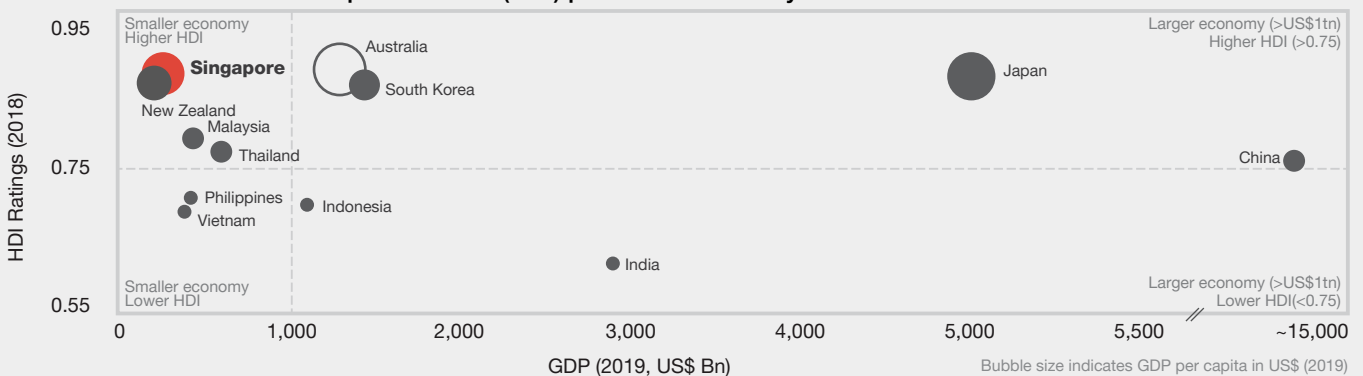 0.95
0.75
0.55
HDI Ratings (2018)
Smaller economy
Higher HDI
Larger economy (>US$1tn)
Higher HDI (>0.75)
Singapore
New Zealand
Australia
South Korea
Japan
Malaysia
Thailand
China
Philippines
Vietnam
Indonesia
India
Smaller economy
Lower HDI
Larger economy (>US$1tn)
Lower HDI(<0.75)
0 1,000 2,000 3,000 4,000 5,000 5,500 ~15,000
GDP (2019, US$ Bn)
Bubble size indicates GDP per capita in US$ (2019)